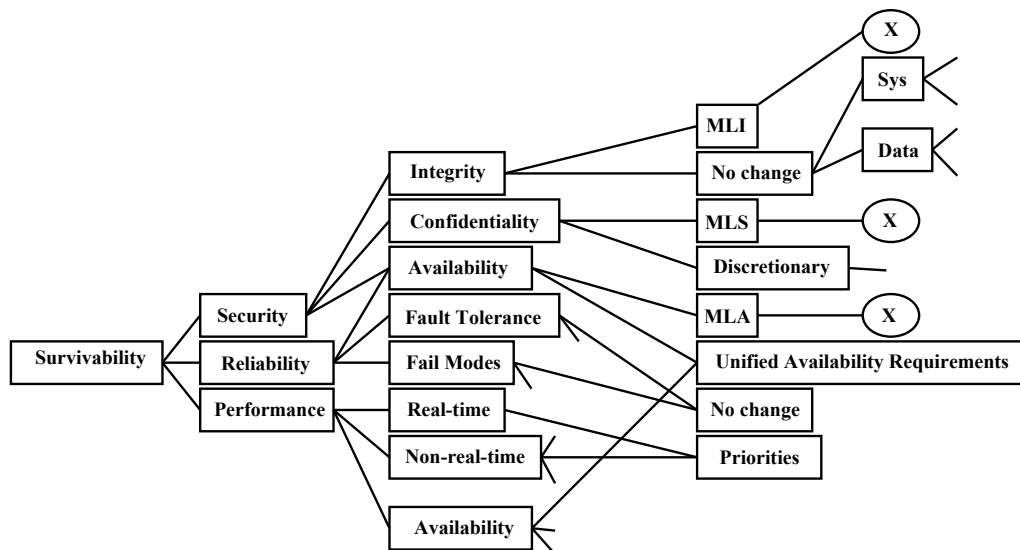 Survivability
Security
Reliability
Performance
Integrity
Confidentiality
Availability
Fault Tolerance
Fail Modes
Real-time
Non-real-time
Availability
MLI
No change
MLS
Discretionary
MLA
Unified Availability Requirements
No change
Priorities
X
Sys
Data
X
X